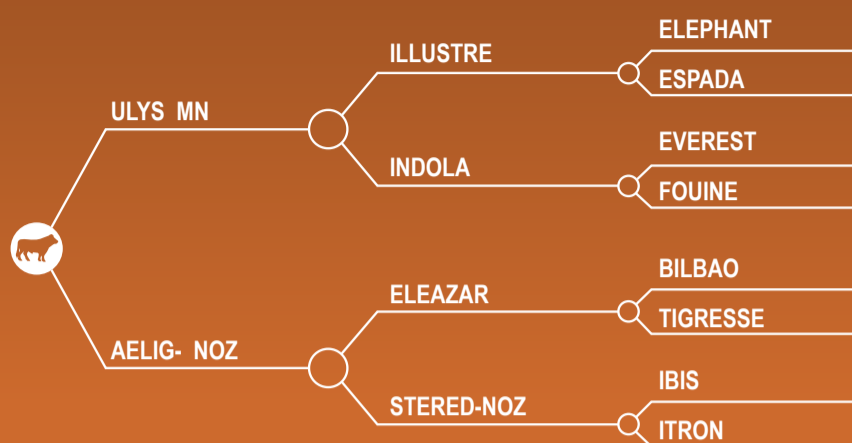 ELEPHANT
ILLUSTRE
ESPADA
ULYS MN
EVEREST
INDOLA
FOUINE
BILBAO
ELEAZAR
TIGRESSE
AELIG- NOZ
IBIS
STERED-NOZ
ITRON